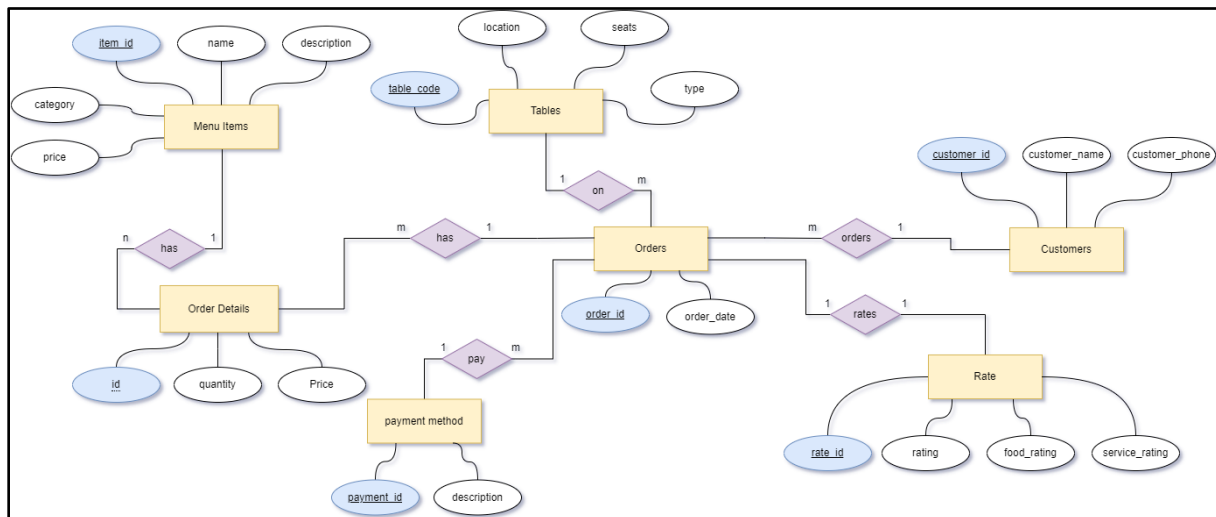 location
seats
item_id
name
description
table_code
type
category
Tables
Menu Items
price
customer_id
customer_name
customer_phone
1
on
m
n
has
1
m
has
1
Orders
m
orders
1
Customers
Order Details
order_id
order_date
1
rates
1
1
pay
m
id
quantity
Price
Rate
payment method
rate_id
rating
food_rating
service_rating
payment_id
description